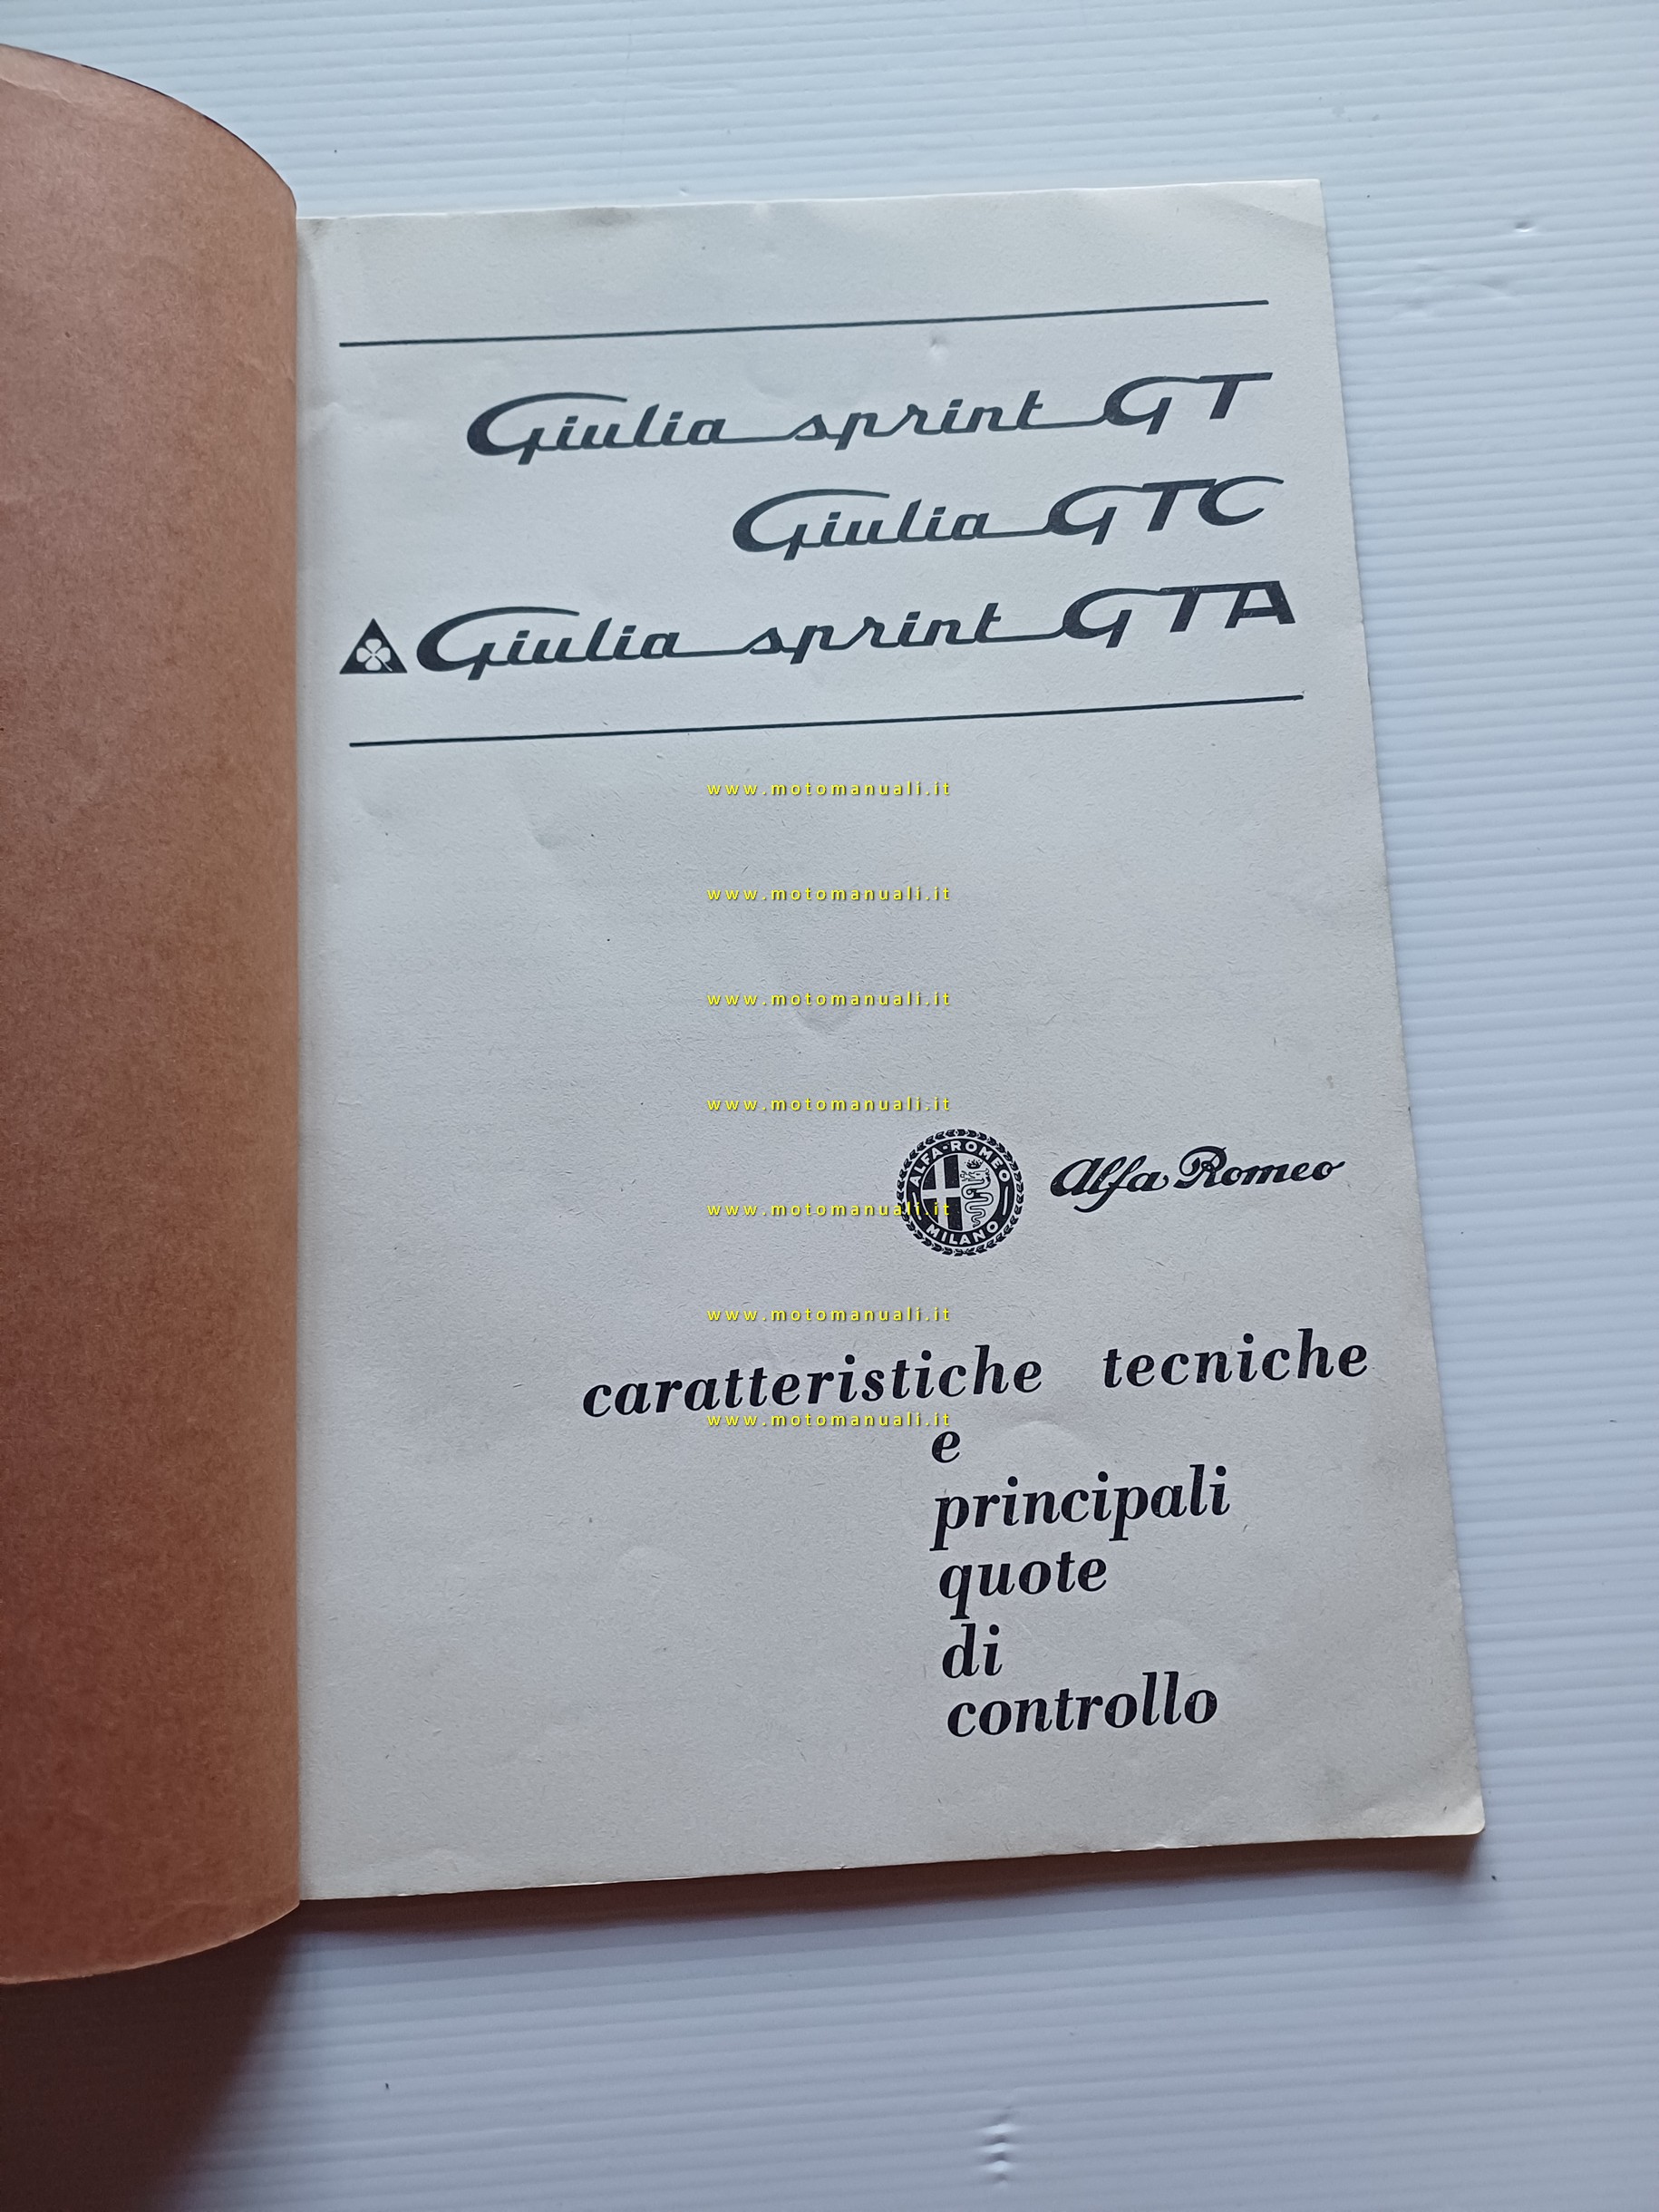 Giulia sprint GT
Giulia GTC
Giulia sprint GTA
www.motomanuali.it
www.motomanuali.it
www.motomanuali.it
www.motomanuali.it
ALFA-ROMEO
MILANO
Alfa Romeo
www.motomanuali.it
www.motomanuali.it
caratteristiche tecniche
www.motomanuali.it
e
principali
quote
di
controllo